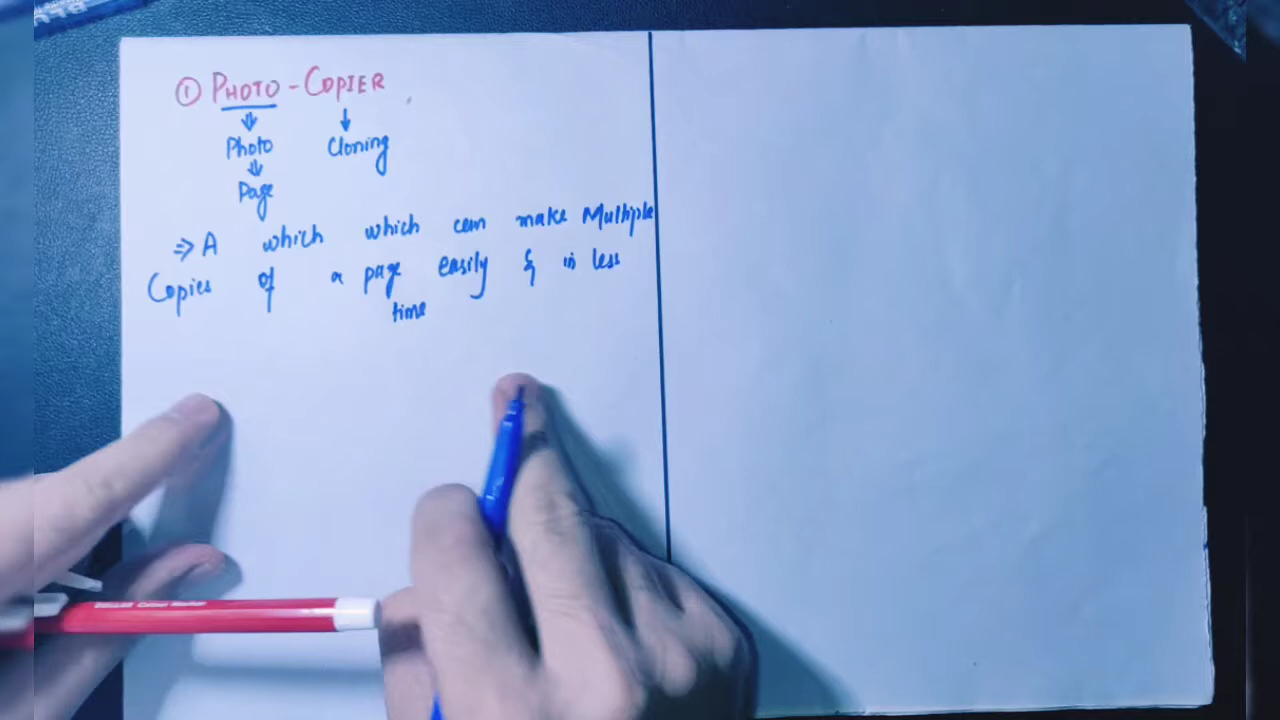 ① PHOTO - COPIER
⇓ ↓
Photo Cloning
⇓
Page
⇒ A which which can make Multiple
Copies of a page easily & in less
time